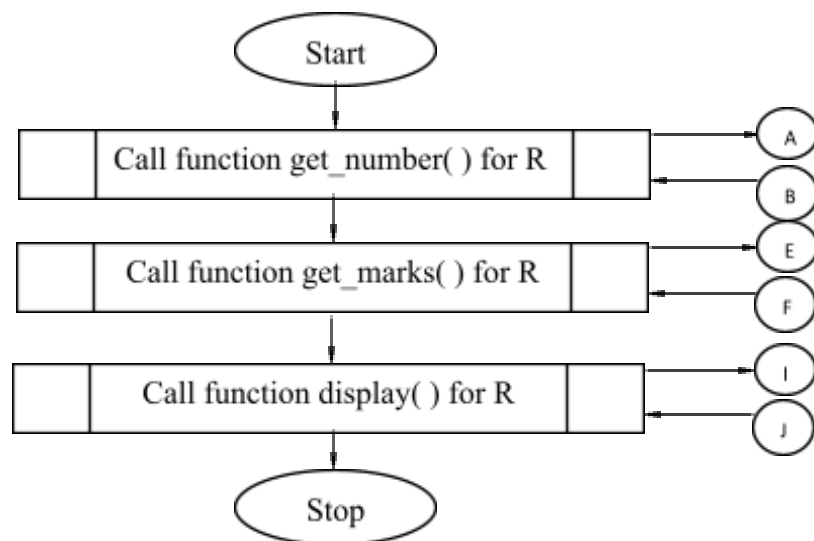 Start
Call function get_number( ) for R
A
B
Call function get_marks( ) for R
E
F
Call function display( ) for R
I
J
Stop